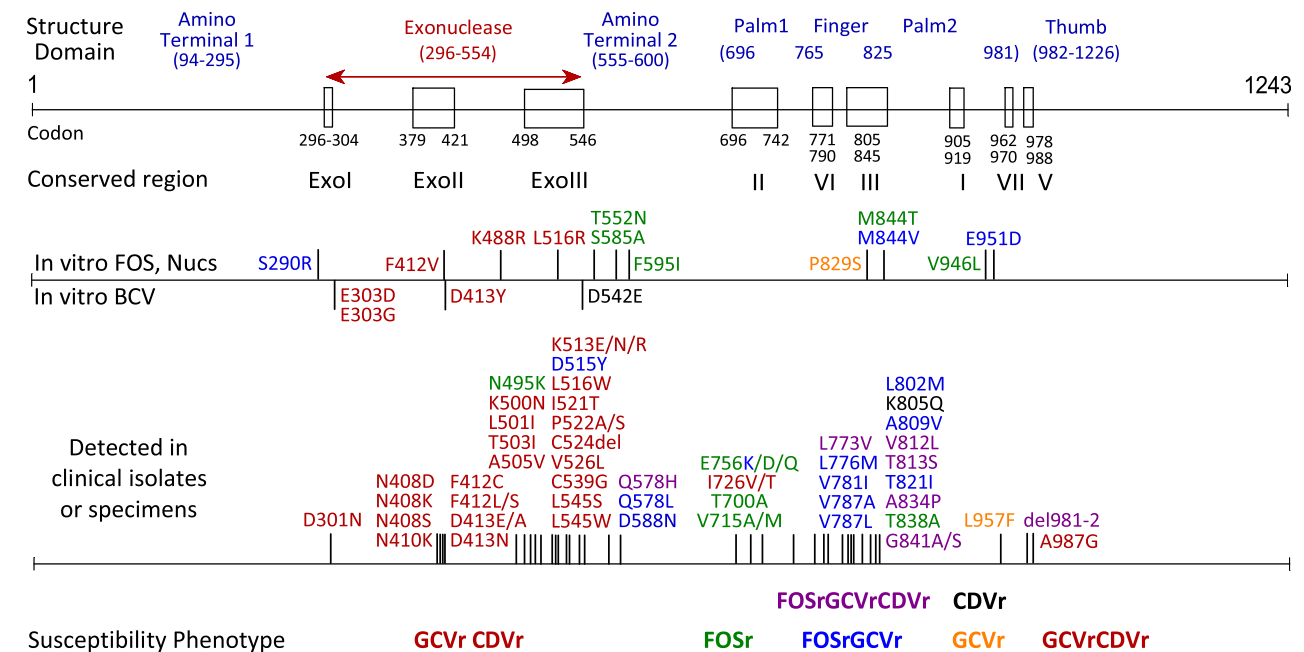 Structure Domain
Amino Terminal 1 (94-295)
Exonuclease (296-554)
Amino Terminal 2 (555-600)
Palm1 Finger Palm2 Thumb
(696 765 825 981) (982-1226)
1 1243
Codon
296-304 379 421 498 546 696 742 771 790 805 845 905 919 962 970 978 988
Conserved region ExoI ExoII ExoIII II VI III I VII V
T552N M844T
K488R L516R S585A M844V E951D
In vitro FOS, Nucs S290R F412V F595I P829S V946L
In vitro BCV E303D D413Y D542E
E303G
K513E/N/R
D515Y
N495K L516W L802M
K500N I521T K805Q
L501I P522A/S A809V
Detected in T503I C524del L773V V812L
clinical isolates A505V V526L E756K/D/Q L776M T813S
N408D F412C C539G Q578H I726V/T V781I T821I
or specimens N408K F412L/S L545S Q578L T700A V787A A834P
D301N N408S D413E/A L545W D588N V715A/M V787L T838A L957F del981-2
N410K D413N G841A/S A987G
FOSrGCVrCDVr CDVr
Susceptibility Phenotype GCVr CDVr FOSr FOSrGCVr GCVr GCVrCDVr